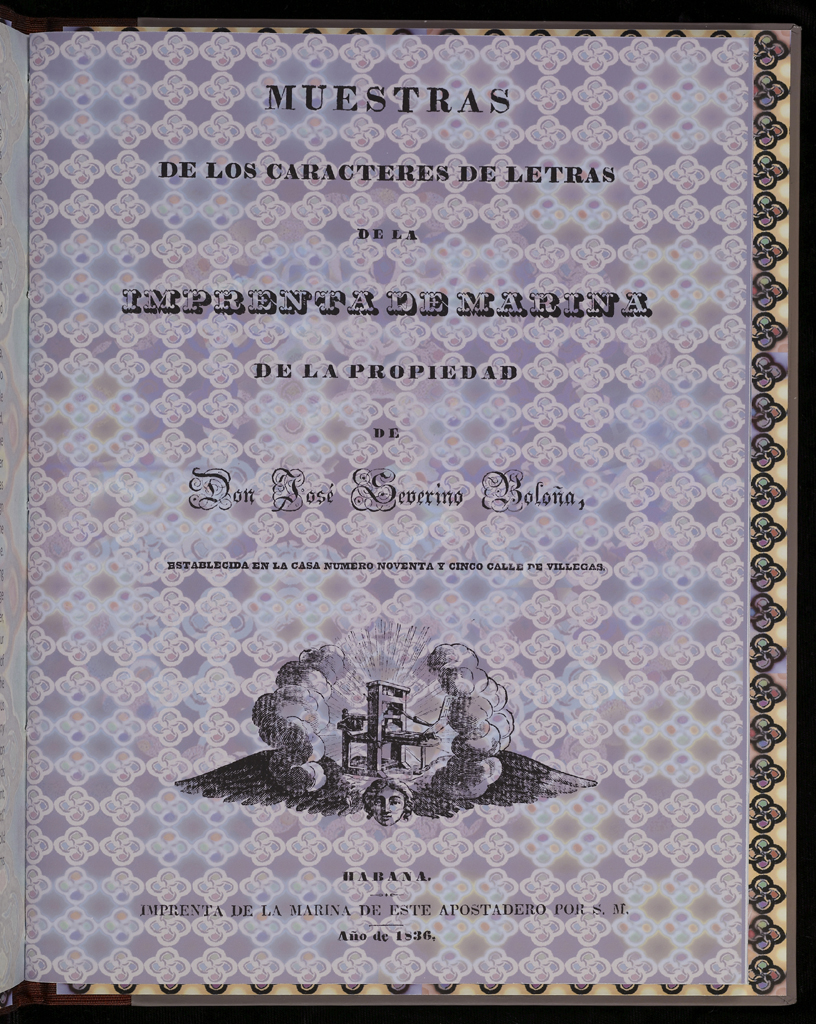 MUESTRAS
DE LOS CARACTERES DE LETRAS
DE LA
IMPRENTA DE MARINA
DE LA PROPIEDAD
DE
Don José Severino Boloña,
ESTABLECIDA EN LA CASA NUMERO NOVENTA Y CINCO CALLE DE VILLEGAS.
HABANA.
IMPRENTA DE LA MARINA DE ESTE APOSTADERO POR S. M.
Año de 1836.